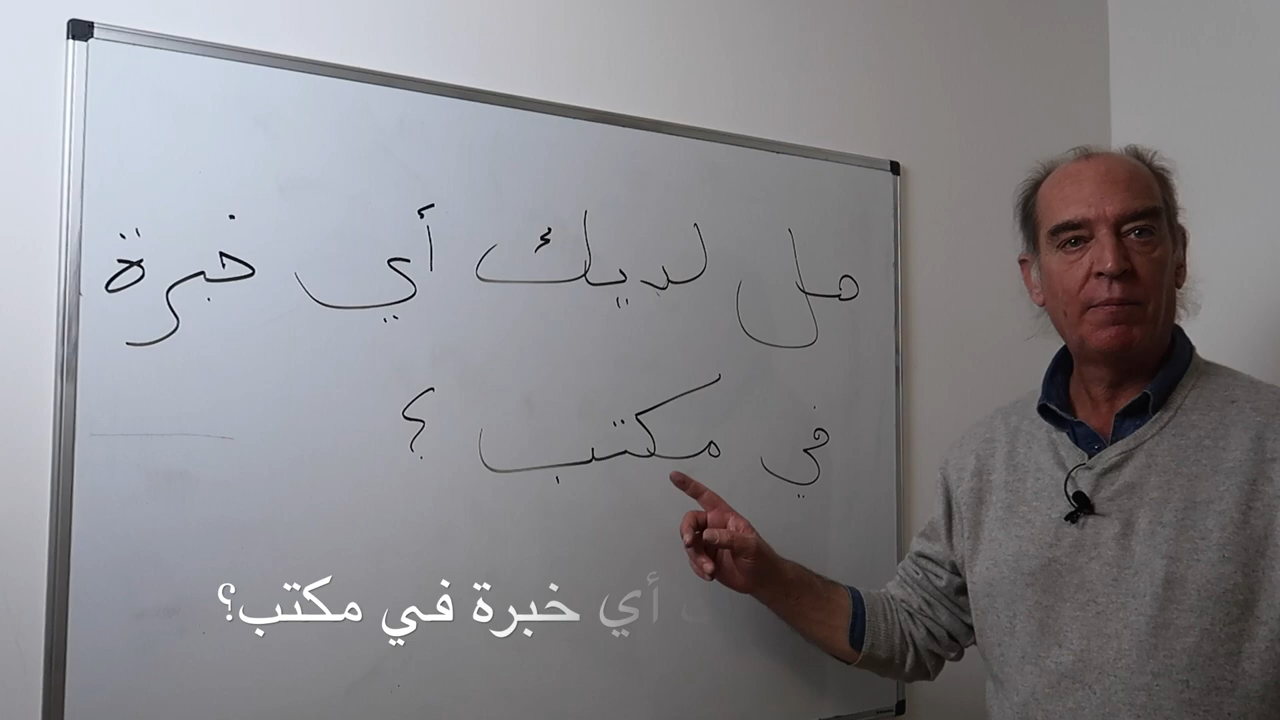 هل لديك أي خبرة
في مكتب ؟
أي خبرة في مكتب؟